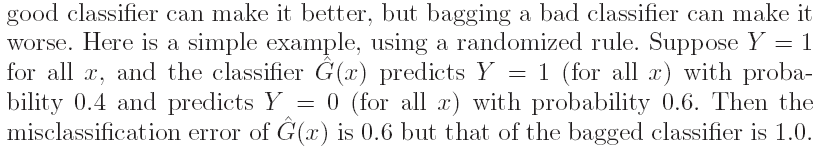 good classifier can make it better, but bagging a bad classifier can make it
worse. Here is a simple example, using a randomized rule. Suppose Y = 1
for all x, and the classifier Ĝ(x) predicts Y = 1 (for all x) with proba-
bility 0.4 and predicts Y = 0 (for all x) with probability 0.6. Then the
misclassification error of Ĝ(x) is 0.6 but that of the bagged classifier is 1.0.